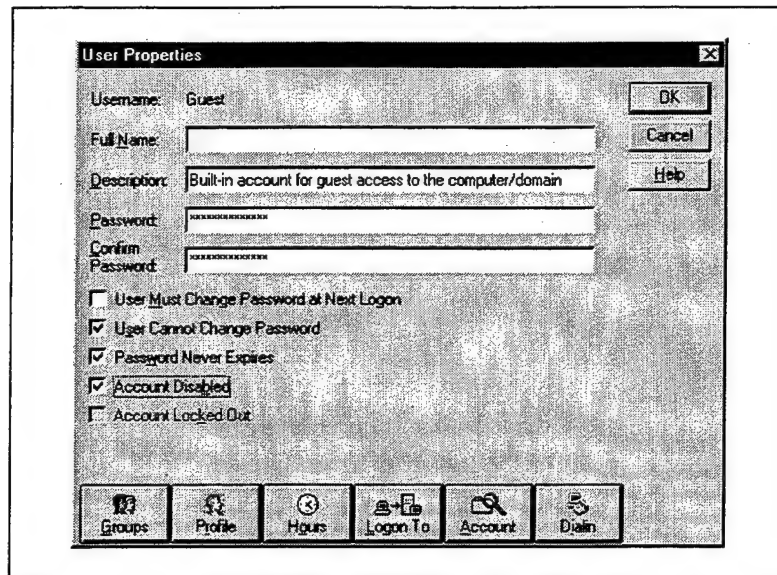 User Properties
Username: Guest
OK
Full Name:
Cancel
Description: Built-in account for guest access to the computer/domain
Help
Password: **************
Confirm
Password: **************
User Must Change Password at Next Logon
User Cannot Change Password
Password Never Expires
Account Disabled
Account Locked Out
Groups Profile Hours Logon To Account Dialin